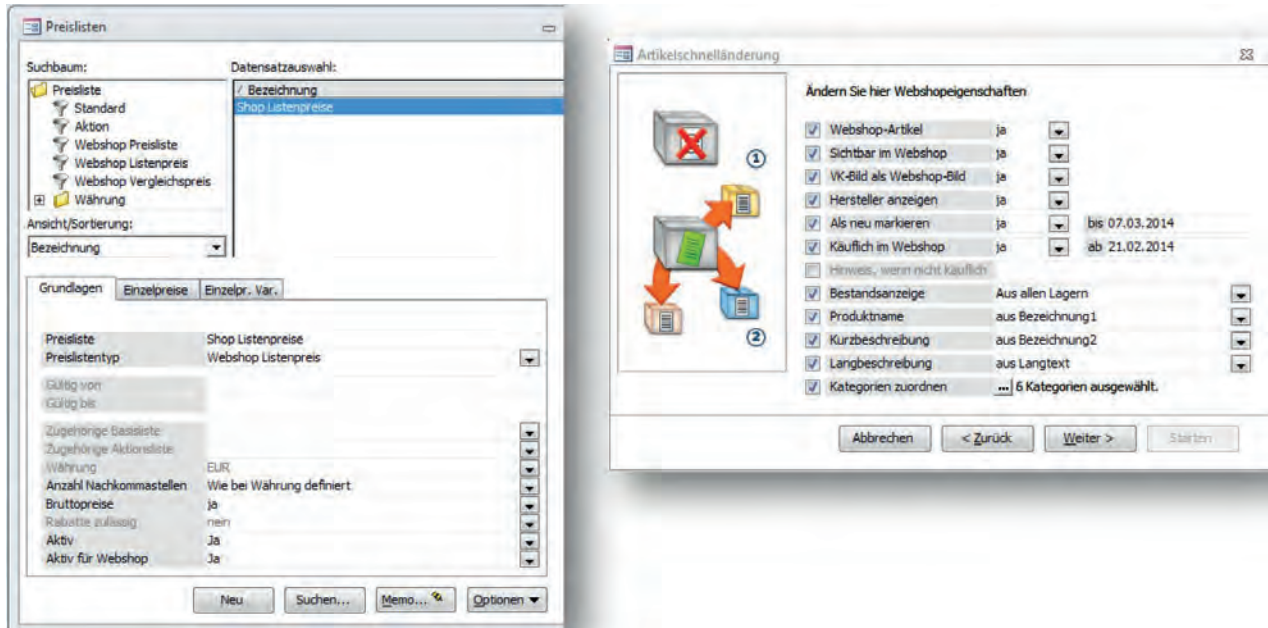 Preislisten
Suchbaum:
Datensatzauswahl:
Preisliste
Standard
Aktion
Webshop Preisliste
Webshop Listenpreis
Webshop Vergleichspreis
Währung
/ Bezeichnung
Shop Listenpreise
Ansicht/Sortierung:
Bezeichnung
Grundlagen Einzelpreise Einzelpr. Var.
Preisliste Shop Listenpreise
Preislistentyp Webshop Listenpreis
Gültig von
Gültig bis
Zugehörige Basisliste
Zugehörige Aktionsliste
Währung EUR
Anzahl Nachkommastellen Wie bei Währung definiert
Bruttopreise ja
Rabatte zulässig nein
Aktiv Ja
Aktiv für Webshop Ja
Neu Suchen... Memo... Optionen
Artikelschnelländerung
Ändern Sie hier Webshopeigenschaften
1
2
Webshop-Artikel ja
Sichtbar im Webshop ja
VK-Bild als Webshop-Bild ja
Hersteller anzeigen ja
Als neu markieren ja bis 07.03.2014
Käuflich im Webshop ja ab 21.02.2014
Hinweis, wenn nicht käuflich
Bestandsanzeige Aus allen Lagern
Produktname aus Bezeichnung1
Kurzbeschreibung aus Bezeichnung2
Langbeschreibung aus Langtext
Kategorien zuordnen ... 6 Kategorien ausgewählt.
Abbrechen < Zurück Weiter > Starten